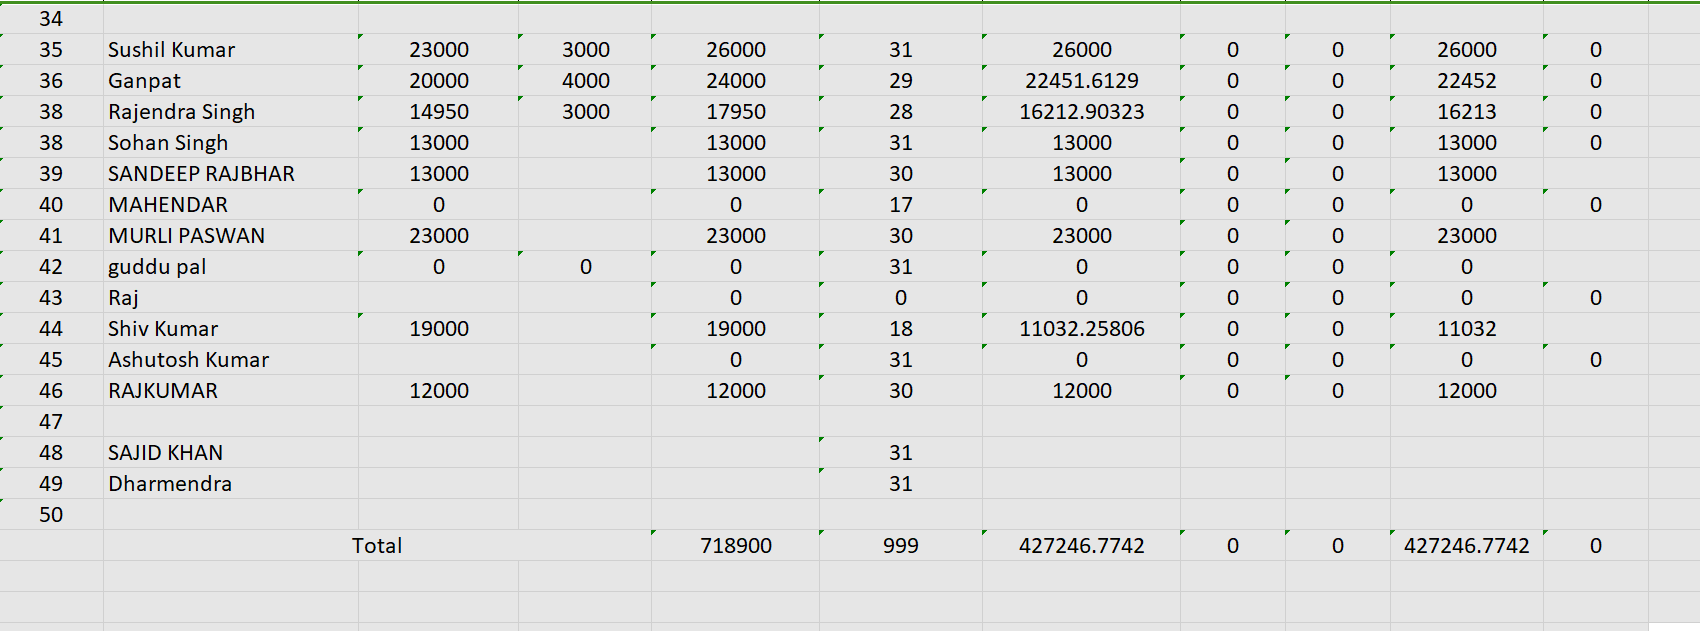 34
35 Sushil Kumar 23000 3000 26000 31 26000 0 0 26000 0
36 Ganpat 20000 4000 24000 29 22451.6129 0 0 22452 0
38 Rajendra Singh 14950 3000 17950 28 16212.90323 0 0 16213 0
38 Sohan Singh 13000 13000 31 13000 0 0 13000 0
39 SANDEEP RAJBHAR 13000 13000 30 13000 0 0 13000
40 MAHENDAR 0 0 17 0 0 0 0 0
41 MURLI PASWAN 23000 23000 30 23000 0 0 23000
42 guddu pal 0 0 0 31 0 0 0 0
43 Raj 0 0 0 0 0 0 0
44 Shiv Kumar 19000 19000 18 11032.25806 0 0 11032
45 Ashutosh Kumar 0 31 0 0 0 0 0
46 RAJKUMAR 12000 12000 30 12000 0 0 12000
47
48 SAJID KHAN 31
49 Dharmendra 31
50
Total 718900 999 427246.7742 0 0 427246.7742 0